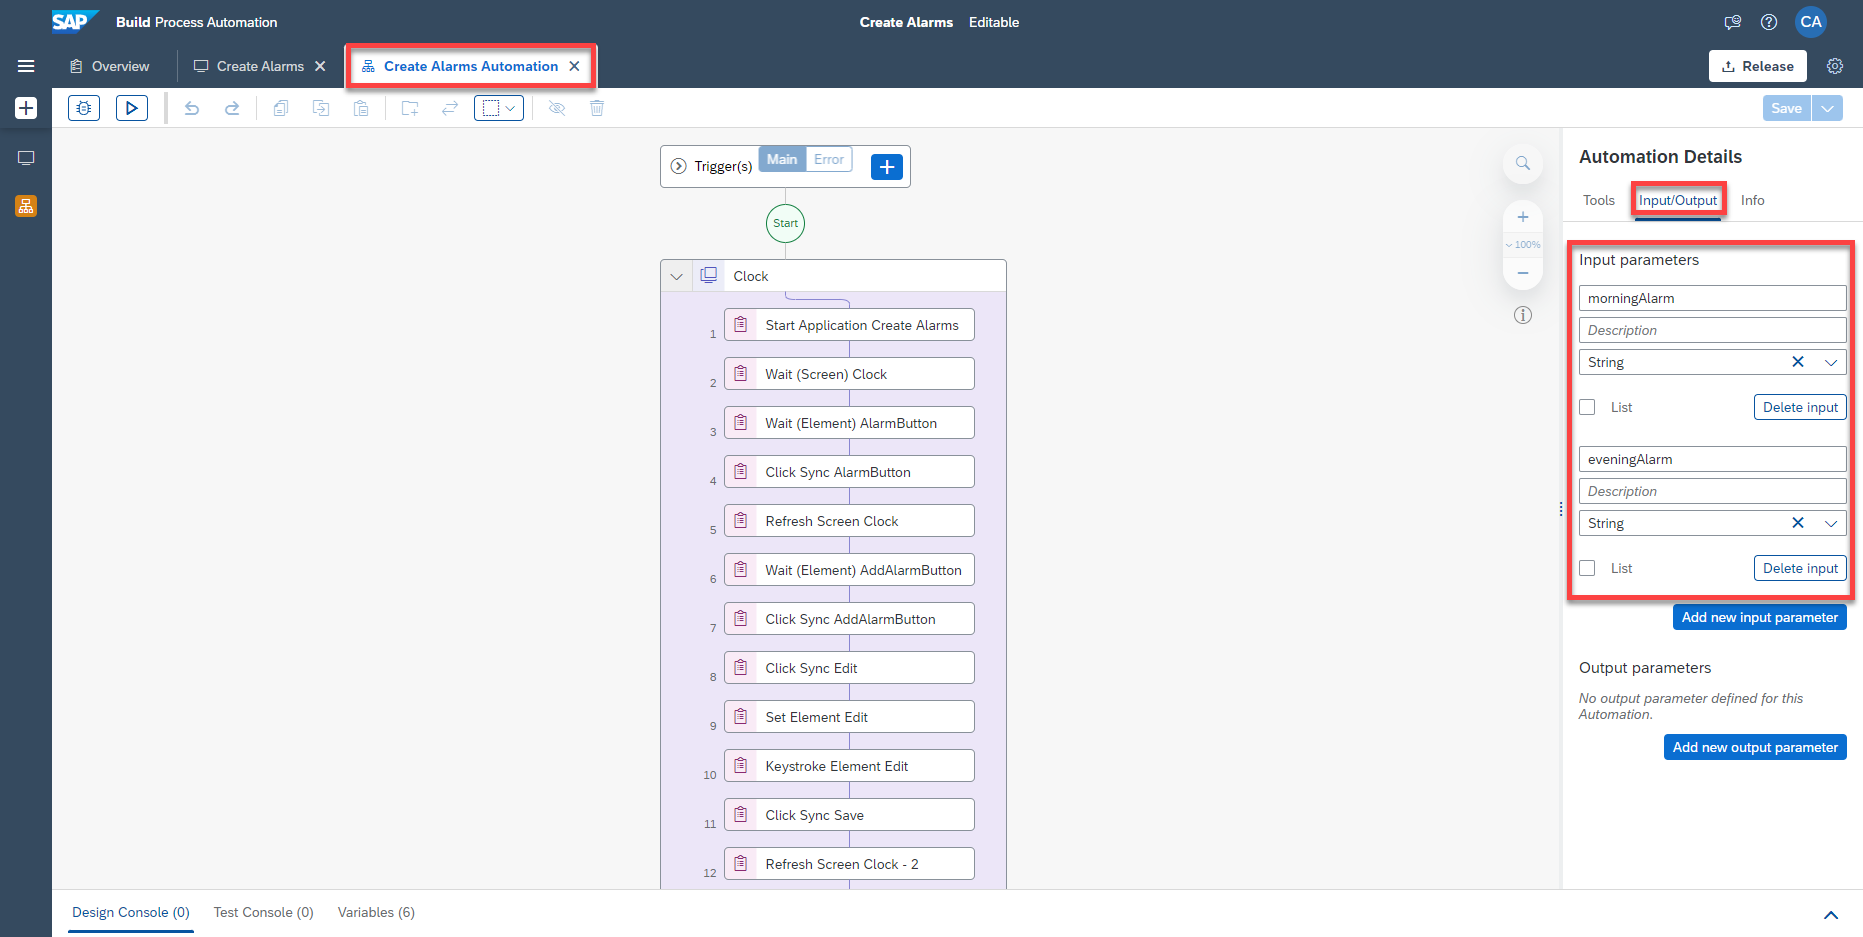 SAP Build Process Automation
Create Alarms Editable
CA
Overview
Create Alarms
Create Alarms Automation
Release
Save
Trigger(s)
Main
Error
Start
Clock
1 Start Application Create Alarms
2 Wait (Screen) Clock
3 Wait (Element) AlarmButton
4 Click Sync AlarmButton
5 Refresh Screen Clock
6 Wait (Element) AddAlarmButton
7 Click Sync AddAlarmButton
8 Click Sync Edit
9 Set Element Edit
10 Keystroke Element Edit
11 Click Sync Save
12 Refresh Screen Clock - 2
100%
Automation Details
Tools Input/Output Info
Input parameters
morningAlarm
Description
String
List Delete input
eveningAlarm
Description
String
List Delete input
Add new input parameter
Output parameters
No output parameter defined for this
Automation.
Add new output parameter
Design Console (0) Test Console (0) Variables (6)